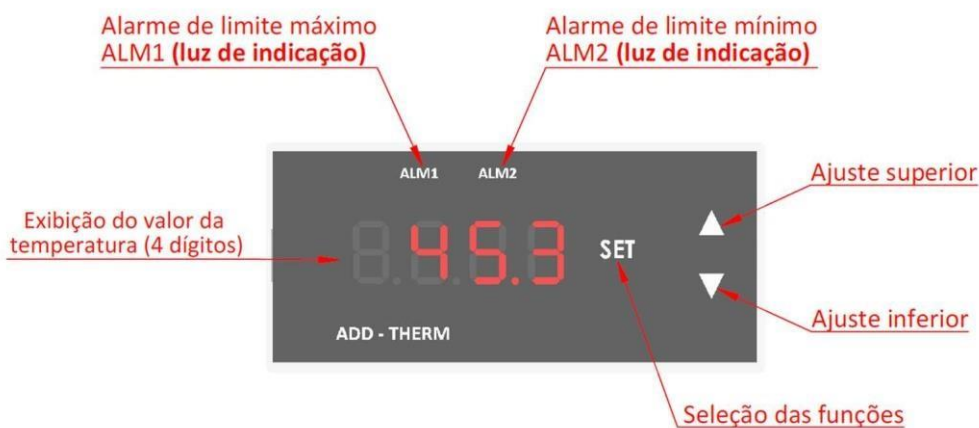 Alarme de limite máximo
ALM1 (luz de indicação)
Alarme de limite mínimo
ALM2 (luz de indicação)
ALM1
ALM2
Ajuste superior
Exibição do valor da
temperatura (4 dígitos)
45.3
SET
Ajuste inferior
ADD - THERM
Seleção das funções